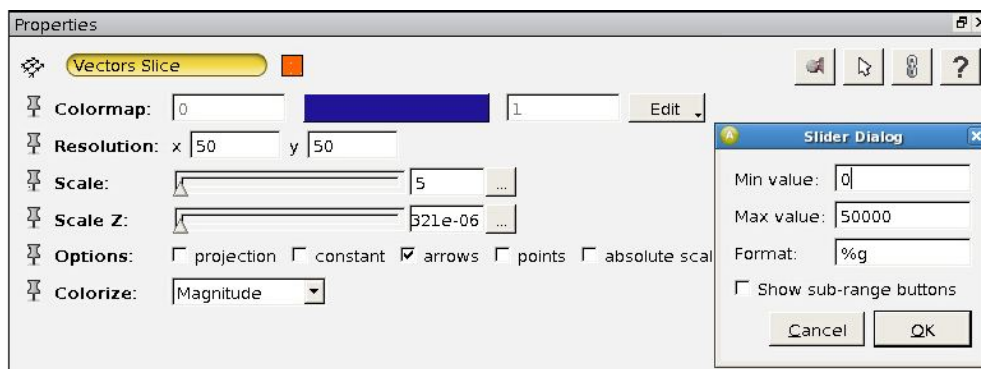 Properties
Vectors Slice ?
Colormap: 0 1 Edit
Resolution: x 50 y 50
Scale: 5 ...
Scale Z: 321e-06 ...
Options: projection constant arrows points absolute scal
Colorize: Magnitude
Slider Dialog
Min value: 0
Max value: 50000
Format: %g
Show sub-range buttons
Cancel OK